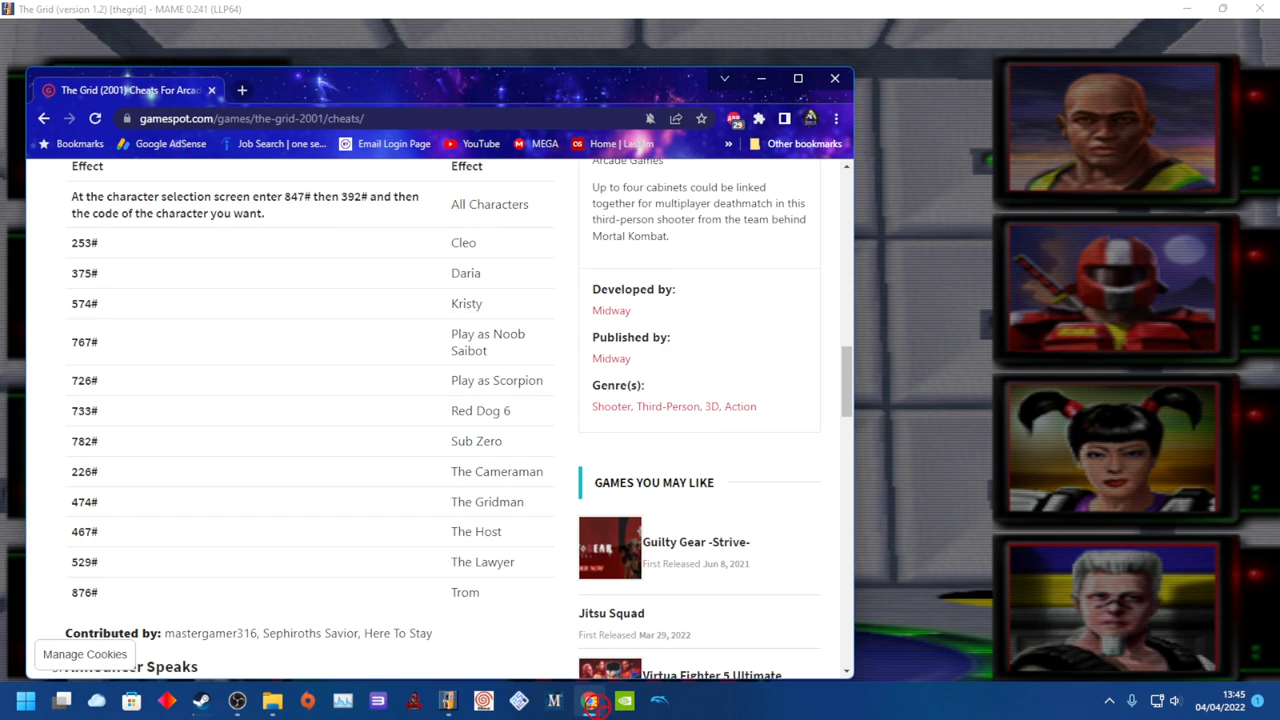 The Grid (version 1.2) [thegrid] - MAME 0.241 (LLP64)
The Grid (2001) Cheats For Arcad
gamespot.com/games/the-grid-2001/cheats/
29
Bookmarks
Google AdSense
Job Search | one se...
Email Login Page
YouTube
MEGA
Home | Last.fm
Other bookmarks
Effect Effect
At the character selection screen enter 847# then 392# and then
the code of the character you want.
All Characters
253# Cleo
375# Daria
574# Kristy
767# Play as Noob
Saibot
726# Play as Scorpion
733# Red Dog 6
782# Sub Zero
226# The Cameraman
474# The Gridman
467# The Host
529# The Lawyer
876# Trom
Contributed by: mastergamer316, Sephiroths Savior, Here To Stay
Manage Cookies
Announcer Speaks
Arcade Games
Up to four cabinets could be linked
together for multiplayer deathmatch in this
third-person shooter from the team behind
Mortal Kombat.
Developed by:
Midway
Published by:
Midway
Genre(s):
Shooter, Third-Person, 3D, Action
GAMES YOU MAY LIKE
Guilty Gear -Strive-
First Released Jun 8, 2021
Jitsu Squad
First Released Mar 29, 2022
Virtua Fighter 5 Ultimate
13:45
04/04/2022
1